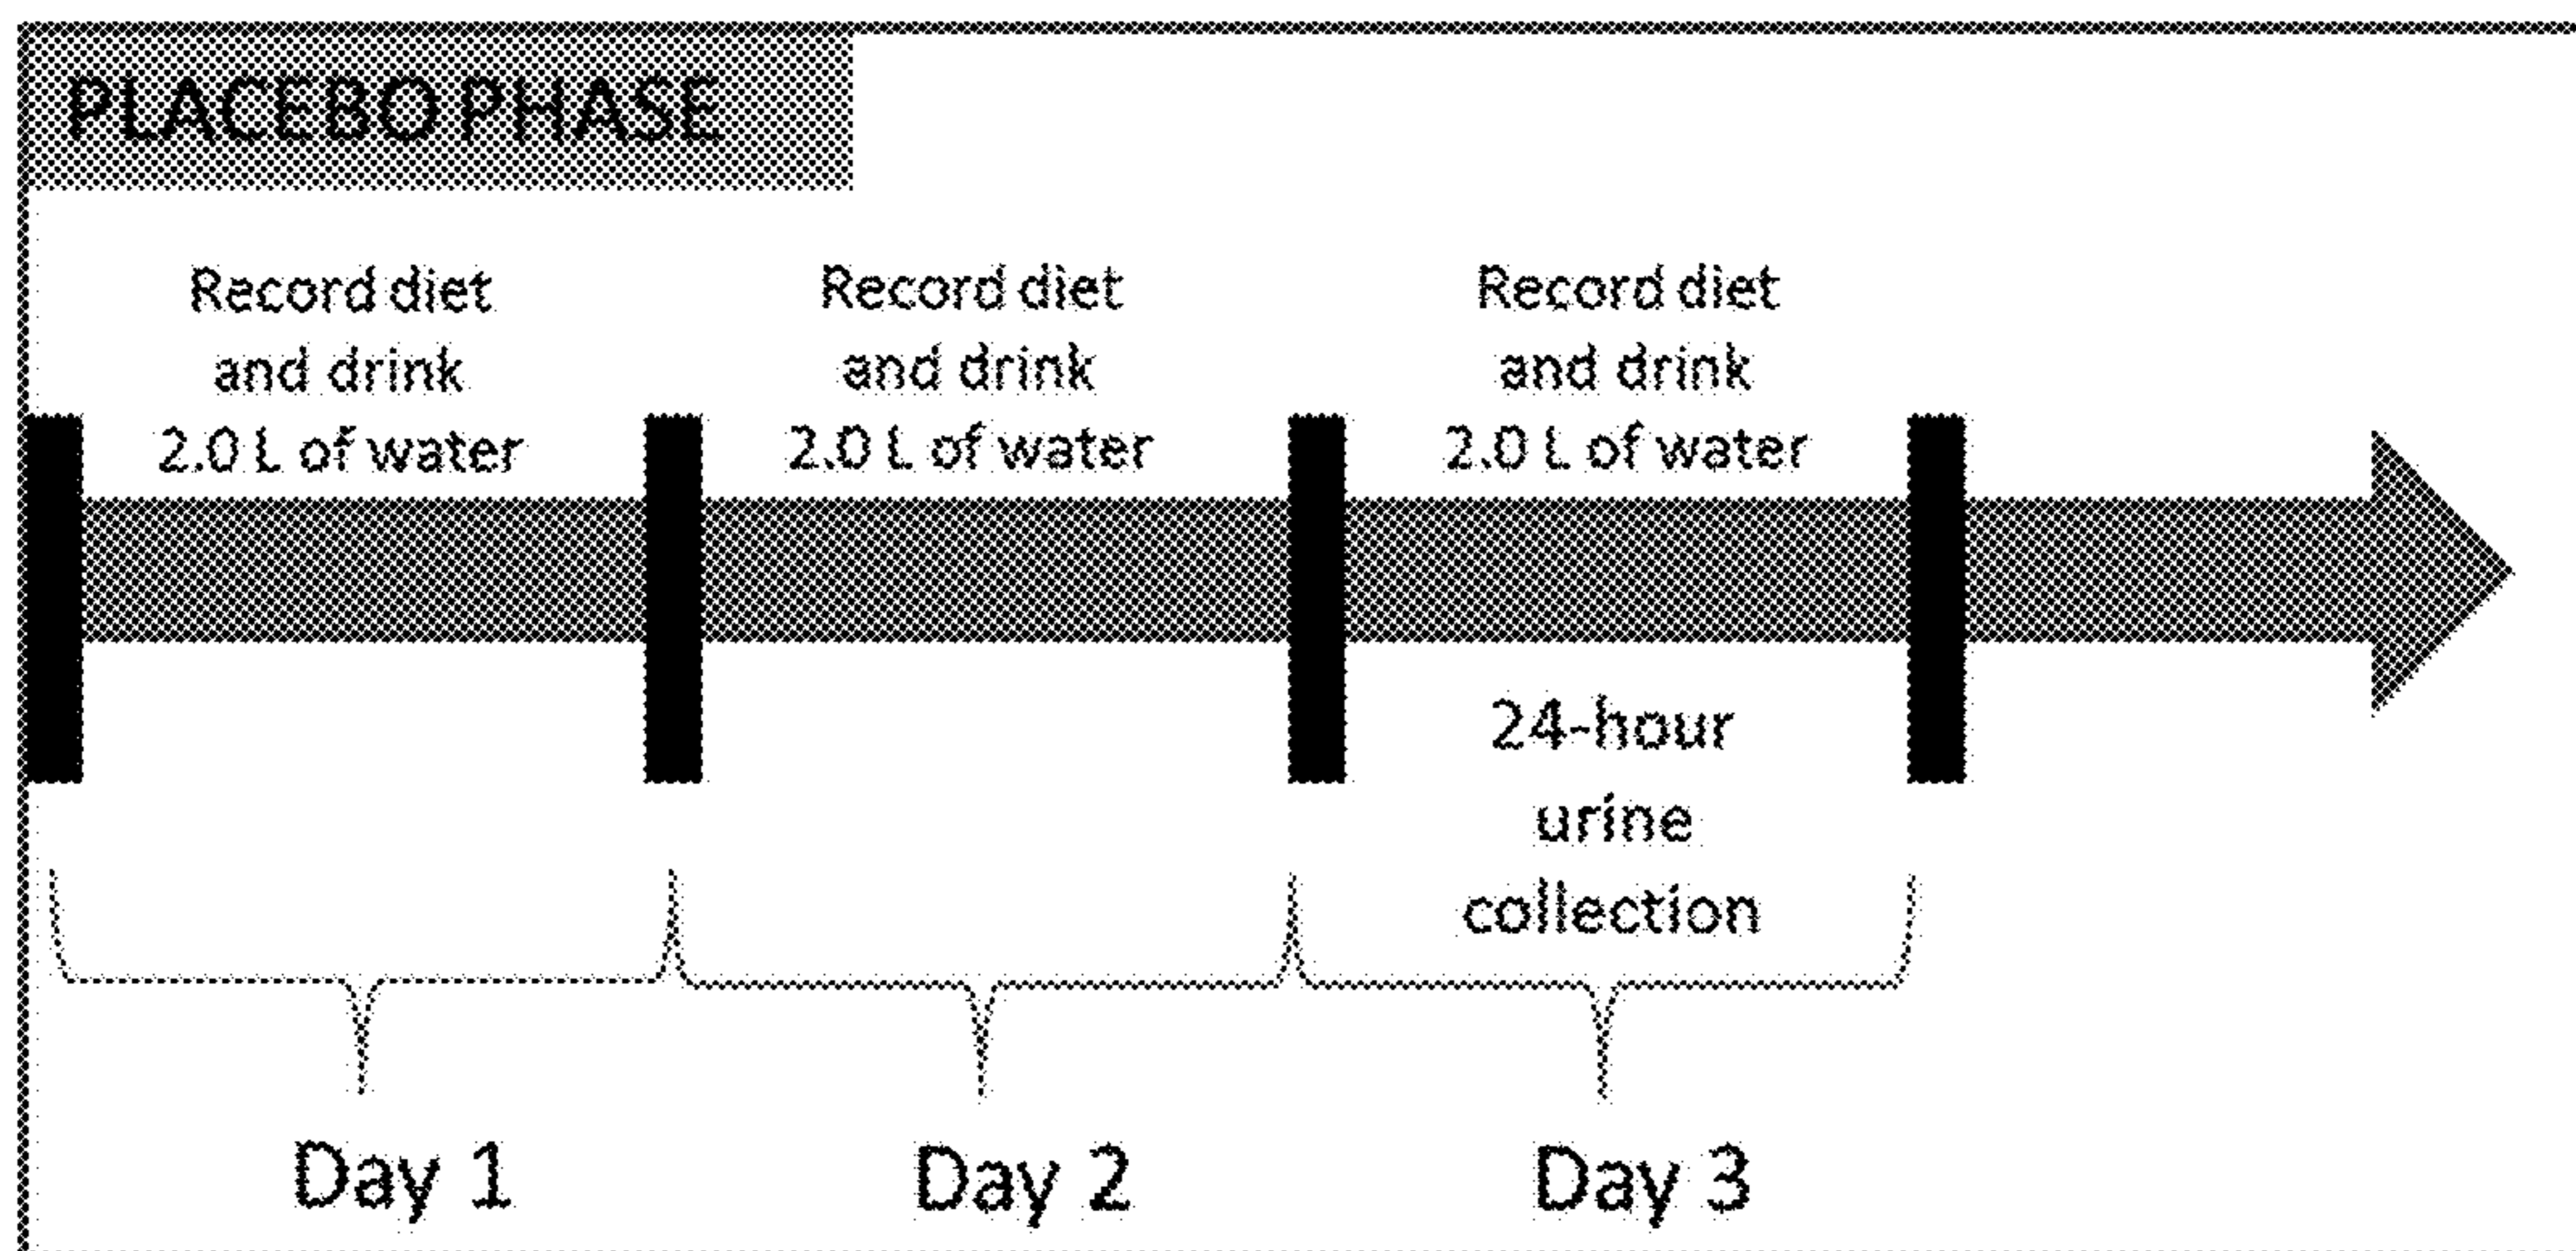 PLACEBO PHASE
Record diet
and drink
2.0 L of water
Record diet
and drink
2.0 L of water
Record diet
and drink
2.0 L of water
24-hour
urine
collection
Day 1
Day 2
Day 3